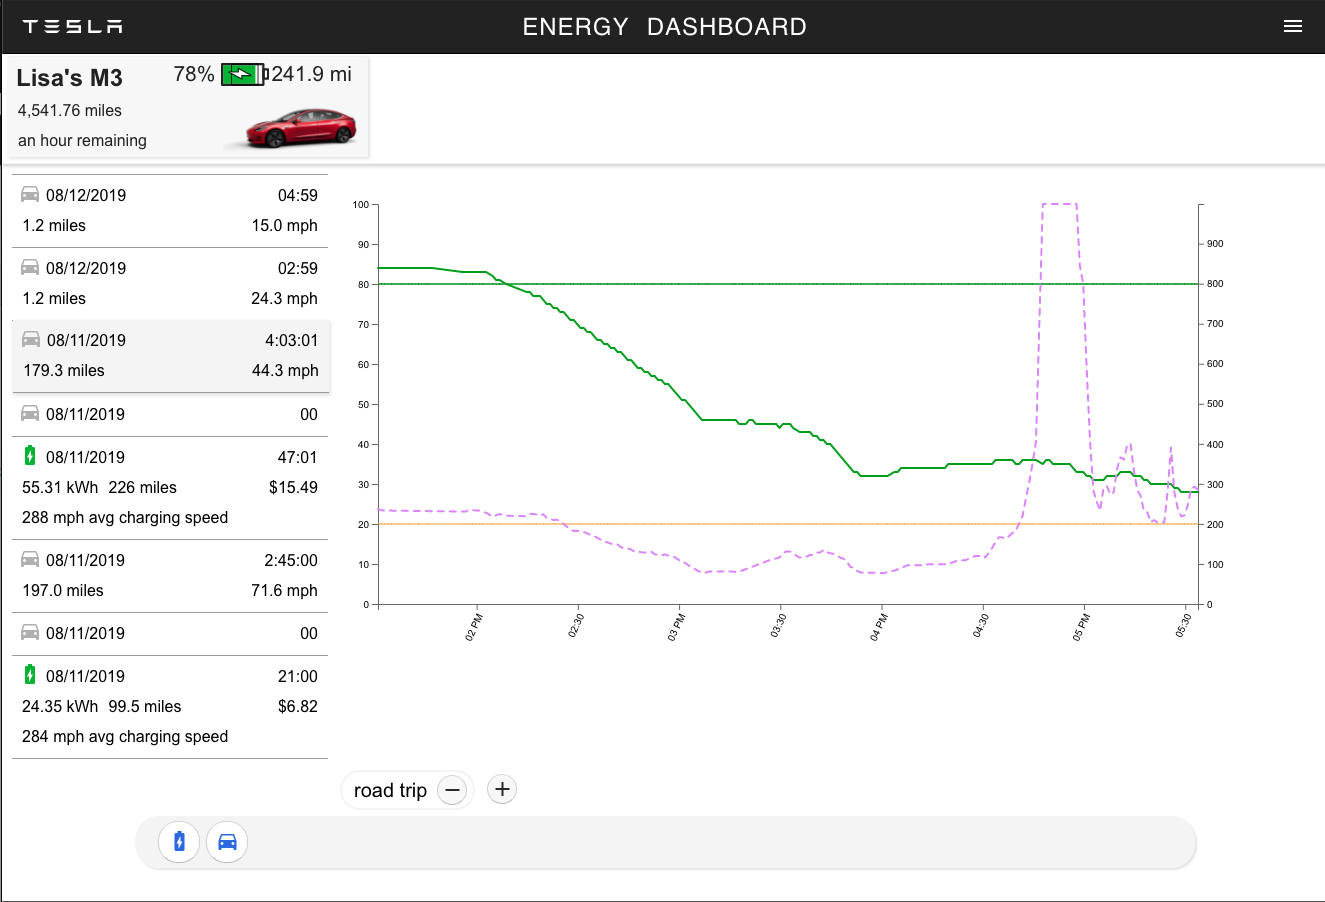 TESLA
ENERGY DASHBOARD
Lisa's M3
78% 241.9 mi
4,541.76 miles
an hour remaining
08/12/2019 04:59
1.2 miles 15.0 mph
08/12/2019 02:59
1.2 miles 24.3 mph
08/11/2019 4:03:01
179.3 miles 44.3 mph
08/11/2019 00
08/11/2019 47:01
55.31 kWh 226 miles $15.49
288 mph avg charging speed
08/11/2019 2:45:00
197.0 miles 71.6 mph
08/11/2019 00
08/11/2019 21:00
24.35 kWh 99.5 miles $6.82
284 mph avg charging speed
100
90 900
80 800
70 700
60 600
50 500
40 400
30 300
20 200
10 100
0 0
02 PM 02:30 03 PM 03:30 04 PM 04:30 05 PM 05:30
road trip − +